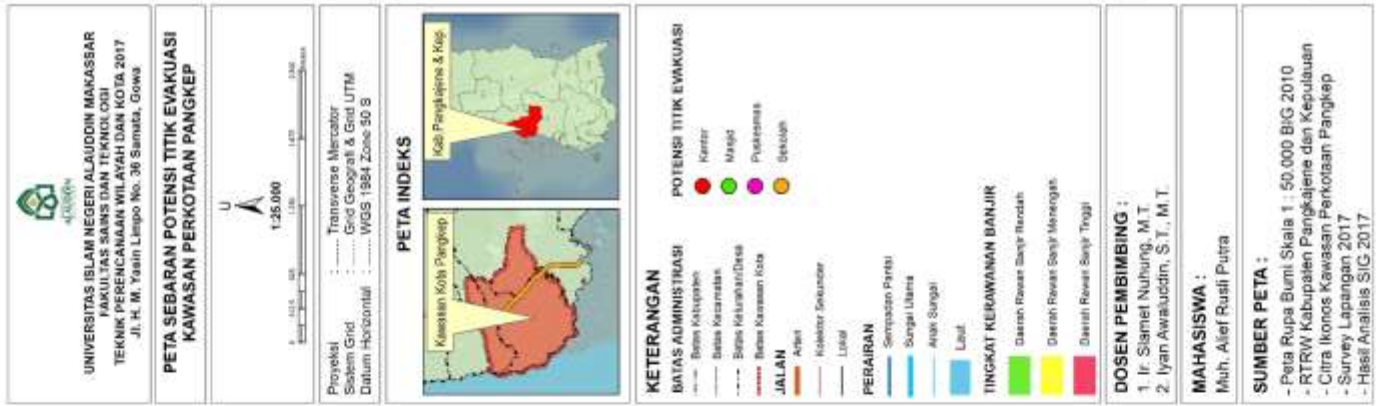 ALAUDDIN
UNIVERSITAS ISLAM NEGERI ALAUDDIN MAKASSAR
FAKULTAS SAINS DAN TEKNOLOGI
TEKNIK PERENCANAAN WILAYAH DAN KOTA 2017
Jl. H. M. Yasin Limpo No. 36 Samata, Gowa
PETA SEBARAN POTENSI TITIK EVAKUASI
KAWASAN PERKOTAAN PANGKEP
U
1:25.000
Proyeksi : ........ Transverse Mercator
Sistem Grid : ........ Grid Geografi & Grid UTM
Datum Horizontal : ........ WGS 1984 Zone 50 S
PETA INDEKS
Kawasan Kota Pangkep
Kab Pangkajene & Kep
KETERANGAN
BATAS ADMINISTRASI
Batas Kabupaten
Batas Kecamatan
Batas Kelurahan/Desa
Batas Kawasan Kota
JALAN
Arteri
Kolektor Sekunder
Lokal
PERAIRAN
Sempadan Pantai
Sungai Utama
Anak Sungai
Laut
POTENSI TITIK EVAKUASI
Kantor
Masjid
Puskesmas
Sekolah
TINGKAT KERAWANAN BANJIR
Daerah Rawan Banjir Rendah
Daerah Rawan Banjir Menengah
Daerah Rawan Banjir Tinggi
DOSEN PEMBIMBING :
1. Ir. Slamet Nuhung, M.T.
2. Iyan Awaluddin, S.T., M.T.
MAHASISWA :
Muh. Alief Rusli Putra
SUMBER PETA :
- Peta Rupa Bumi Skala 1 : 50.000 BIG 2010
- RTRW Kabupaten Pangkajene dan Kepulauan
- Citra Ikonos Kawasan Perkotaan Pangkep
- Survey Lapangan 2017
- Hasil Analisis SIG 2017